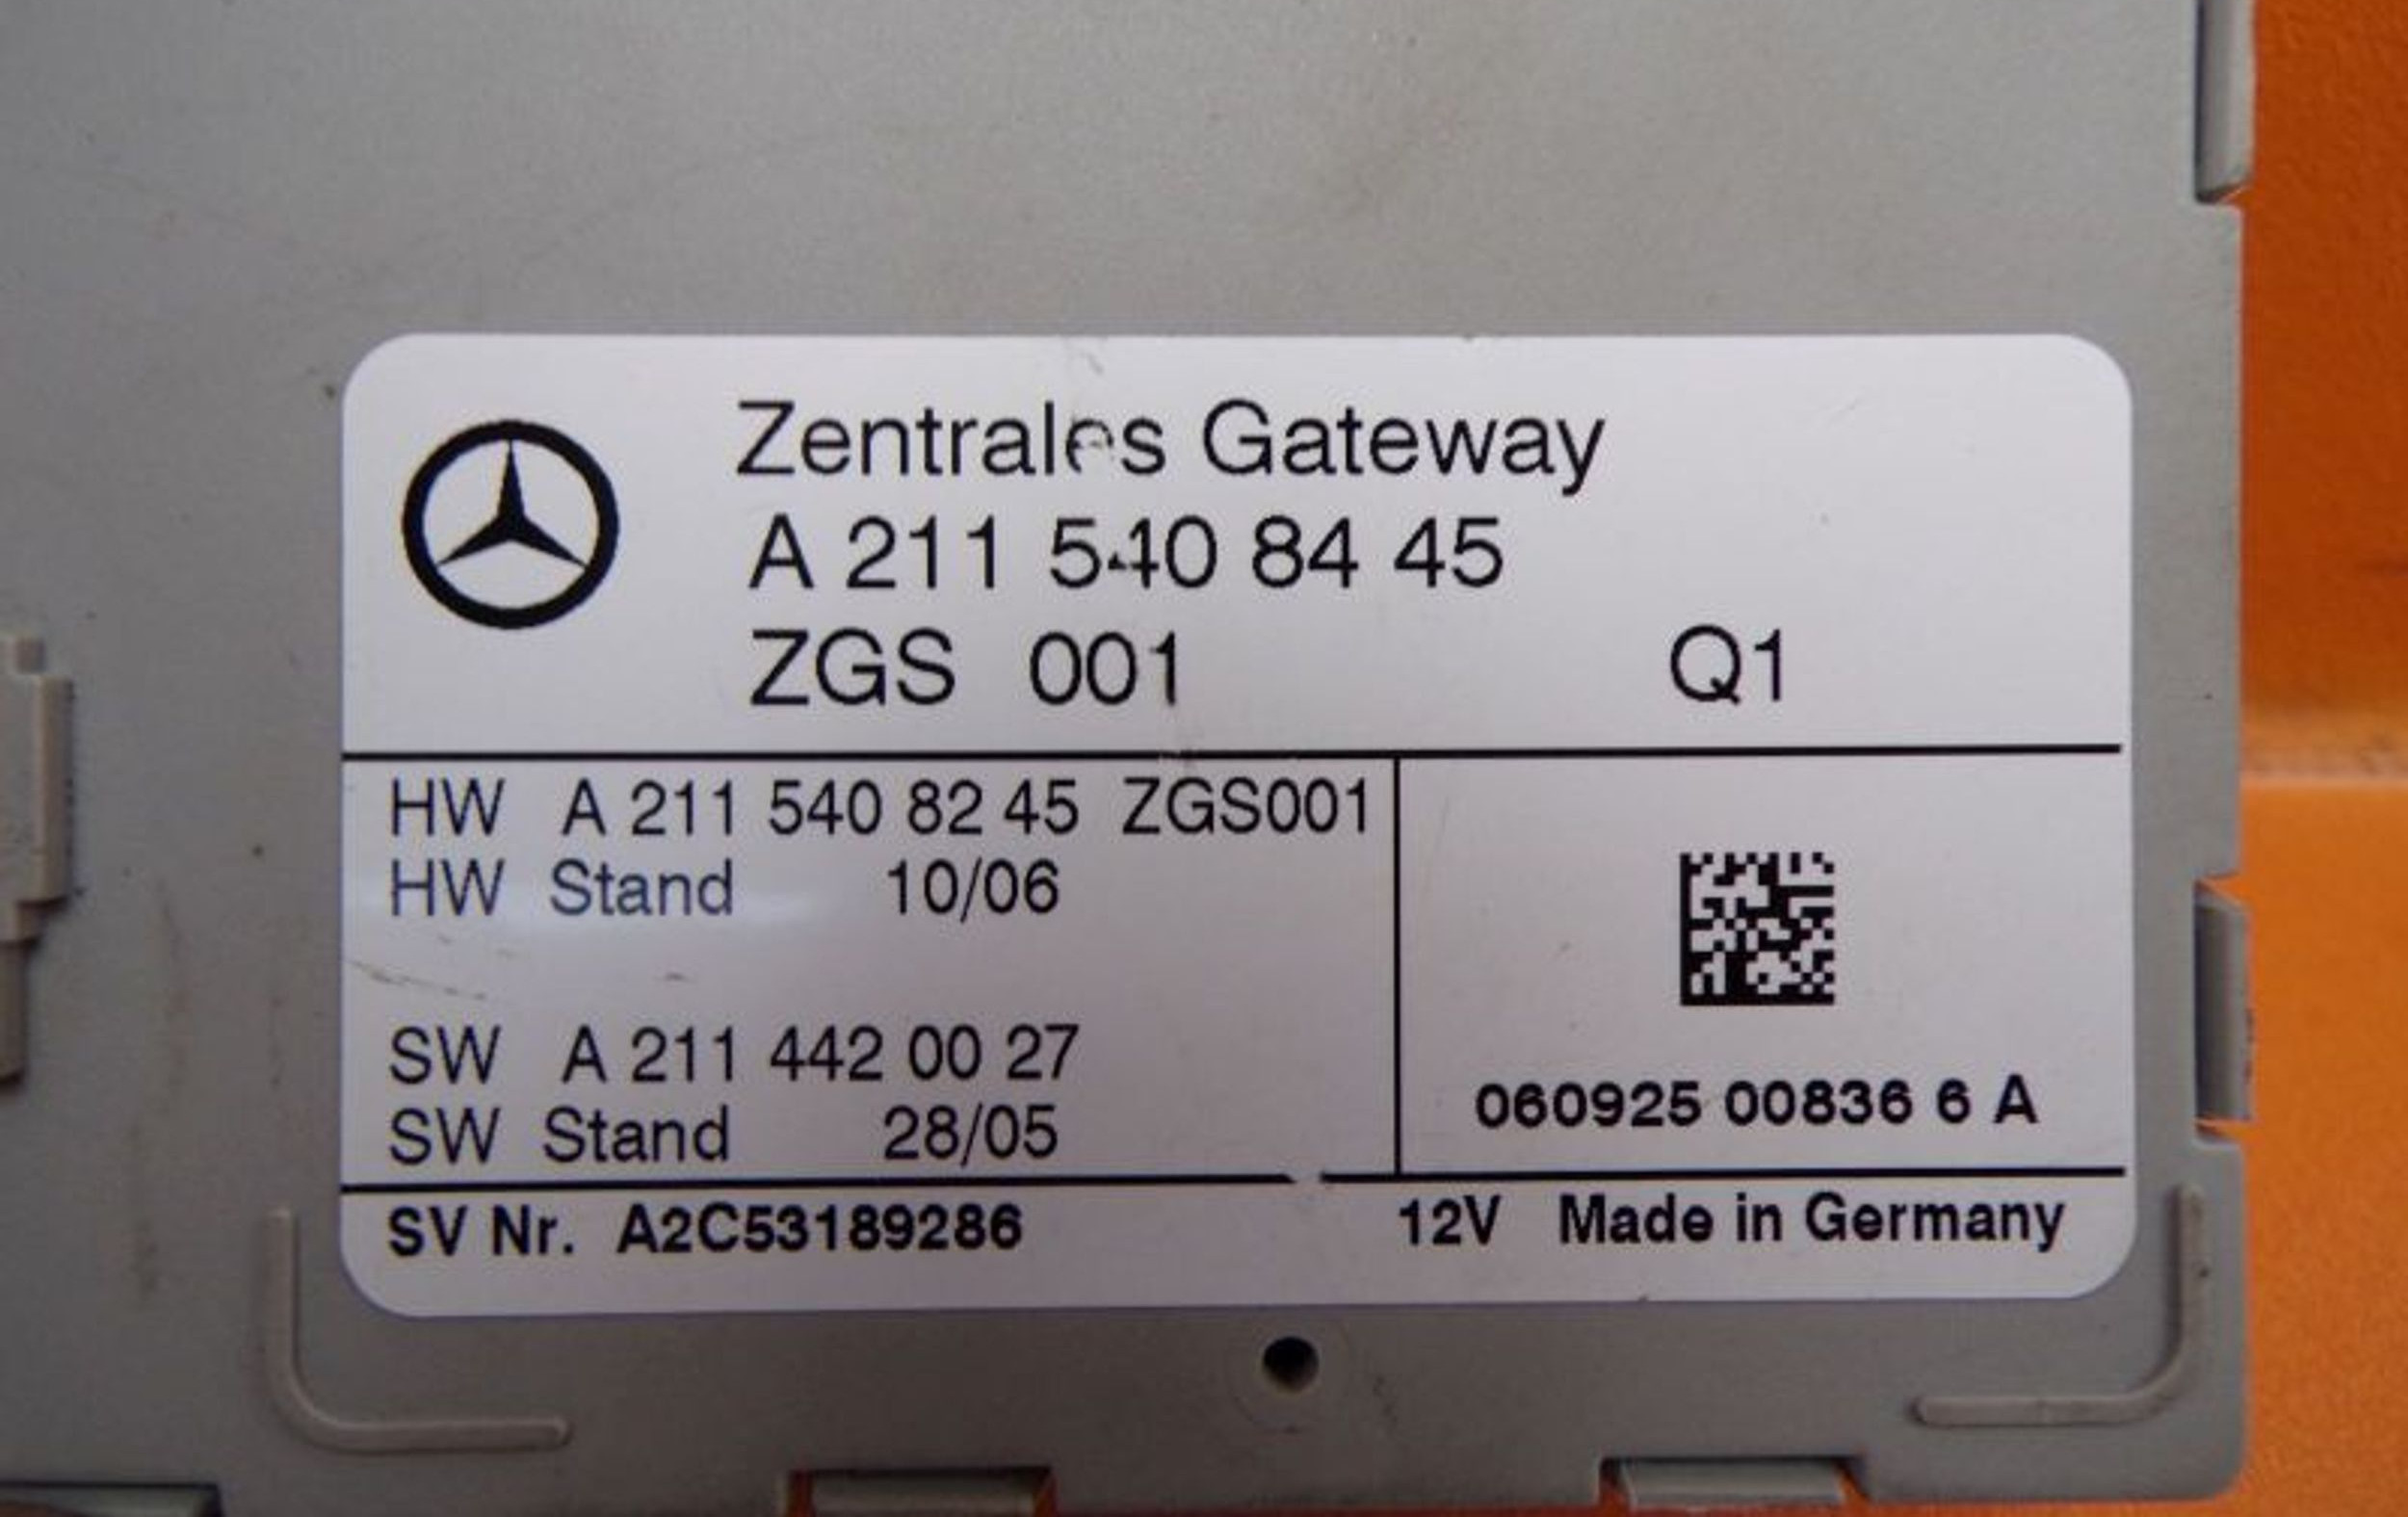 Zentrales Gateway
A 211 540 84 45
ZGS 001 Q1
HW A 211 540 82 45 ZGS001
HW Stand 10/06
SW A 211 442 00 27
SW Stand 28/05
060925 00836 6 A
SV Nr. A2C53189286 12V Made in Germany